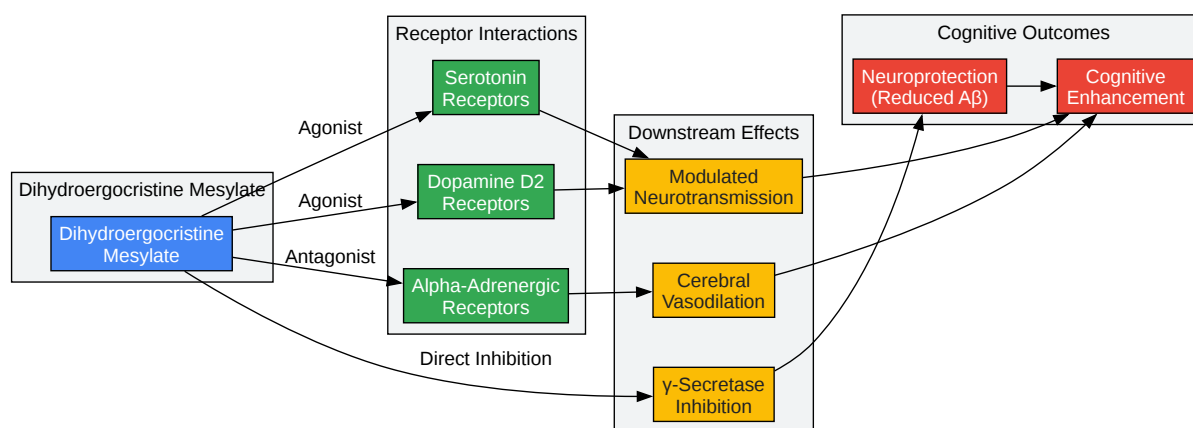 Dihydroergocristine Mesylate
Dihydroergocristine
Mesylate
Agonist
Agonist
Antagonist
Direct Inhibition
Receptor Interactions
Serotonin
Receptors
Dopamine D2
Receptors
Alpha-Adrenergic
Receptors
Downstream Effects
Modulated
Neurotransmission
Cerebral
Vasodilation
γ-Secretase
Inhibition
Cognitive Outcomes
Neuroprotection
(Reduced Aβ)
Cognitive
Enhancement